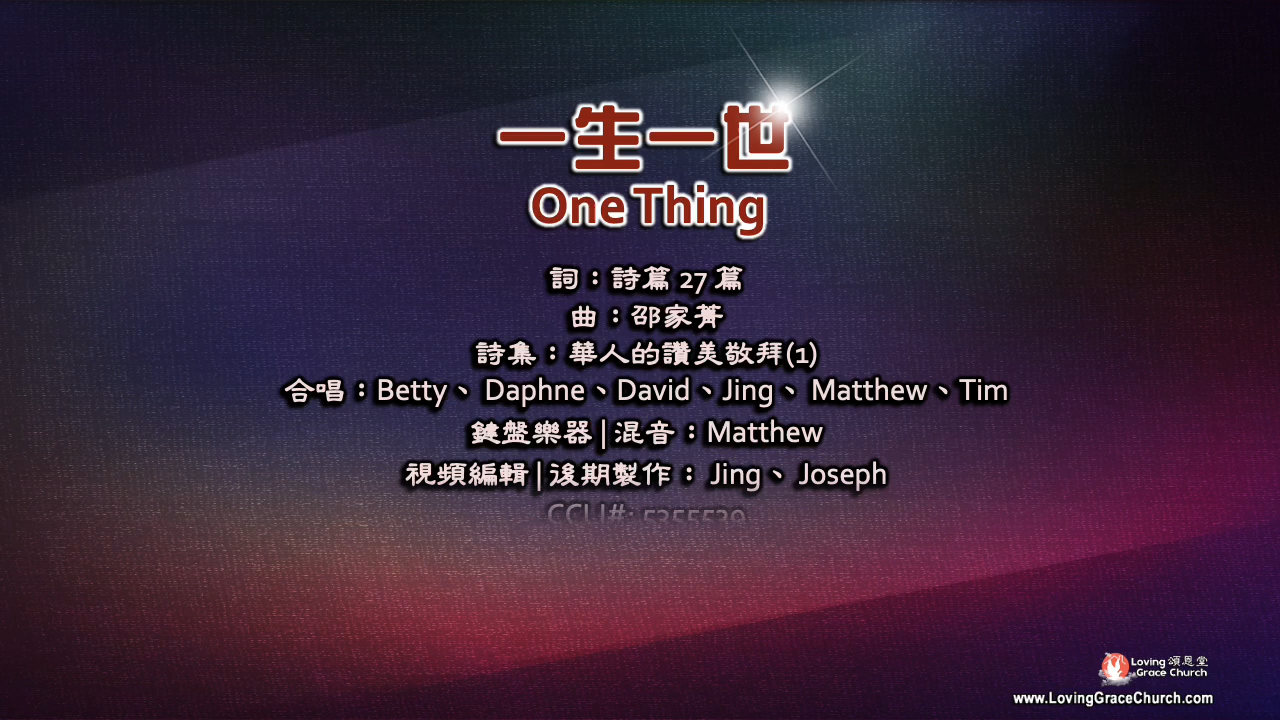 一生一世
One Thing
詞：詩篇 27 篇
曲：邵家菁
詩集：華人的讚美敬拜(1)
合唱：Betty、 Daphne、David、Jing、 Matthew、Tim
鍵盤樂器 | 混音：Matthew
視頻編輯 | 後期製作： Jing、 Joseph
CCLI#: 5355539
Loving 頌恩堂
Grace Church
www.LovingGraceChurch.com